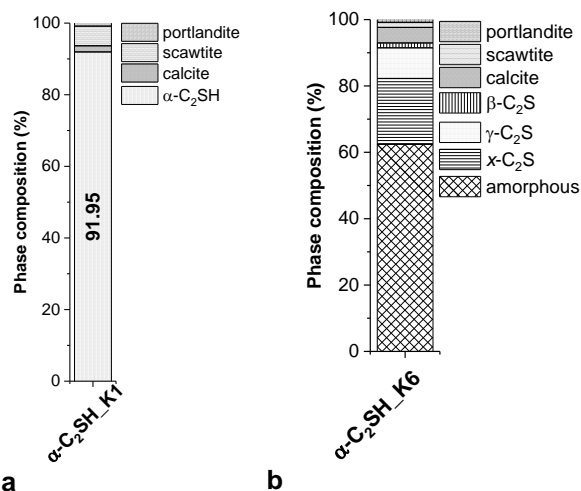 100
80
60
40
20
0
Phase composition (%)
91.95
α-C₂SH_K1
portlandite
scawtite
calcite
α-C₂SH
a
100
80
60
40
20
0
Phase composition (%)
α-C₂SH_K6
portlandite
scawtite
calcite
β-C₂S
γ-C₂S
x-C₂S
amorphous
b